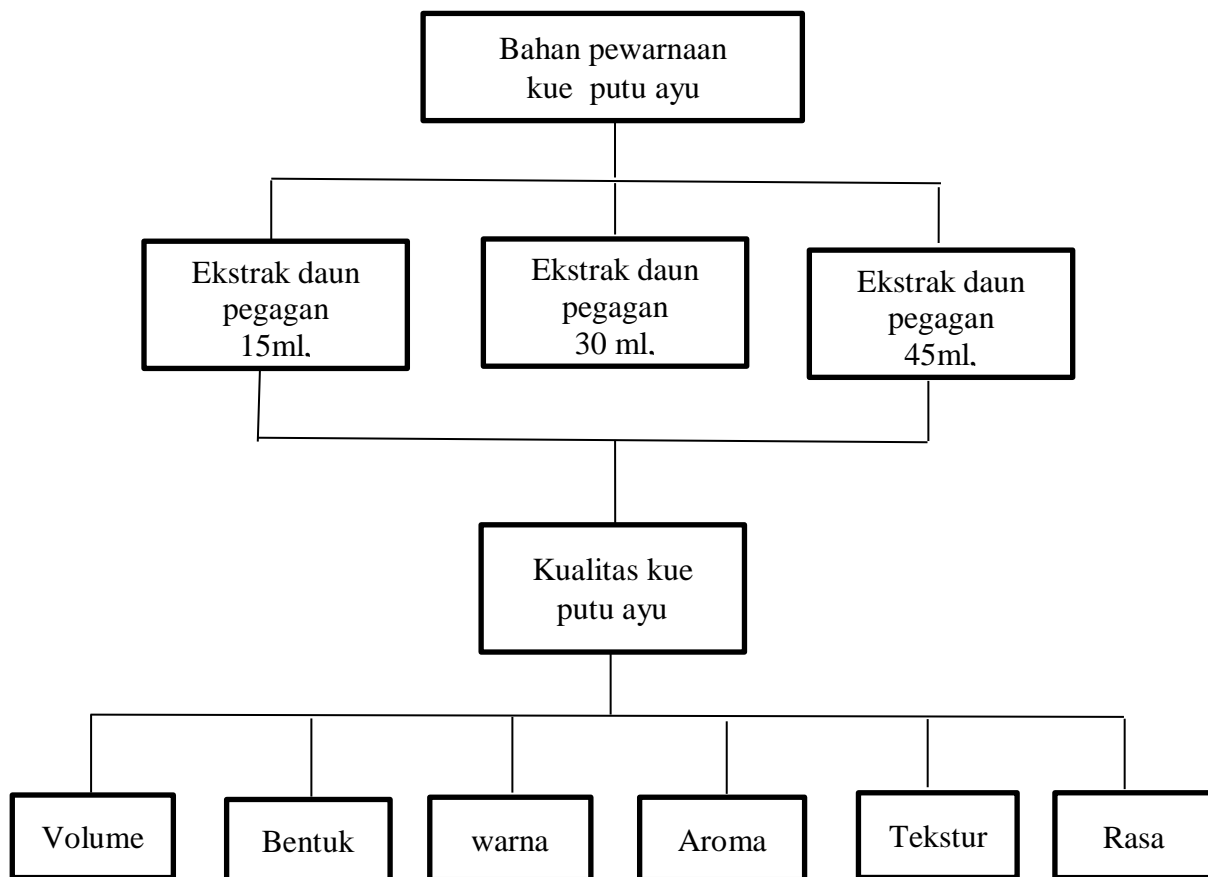 Bahan pewarnaan
kue putu ayu
Ekstrak daun
pegagan
15ml.
Ekstrak daun
pegagan
30 ml.
Ekstrak daun
pegagan
45ml.
Kualitas kue
putu ayu
Volume
Bentuk
warna
Aroma
Tekstur
Rasa